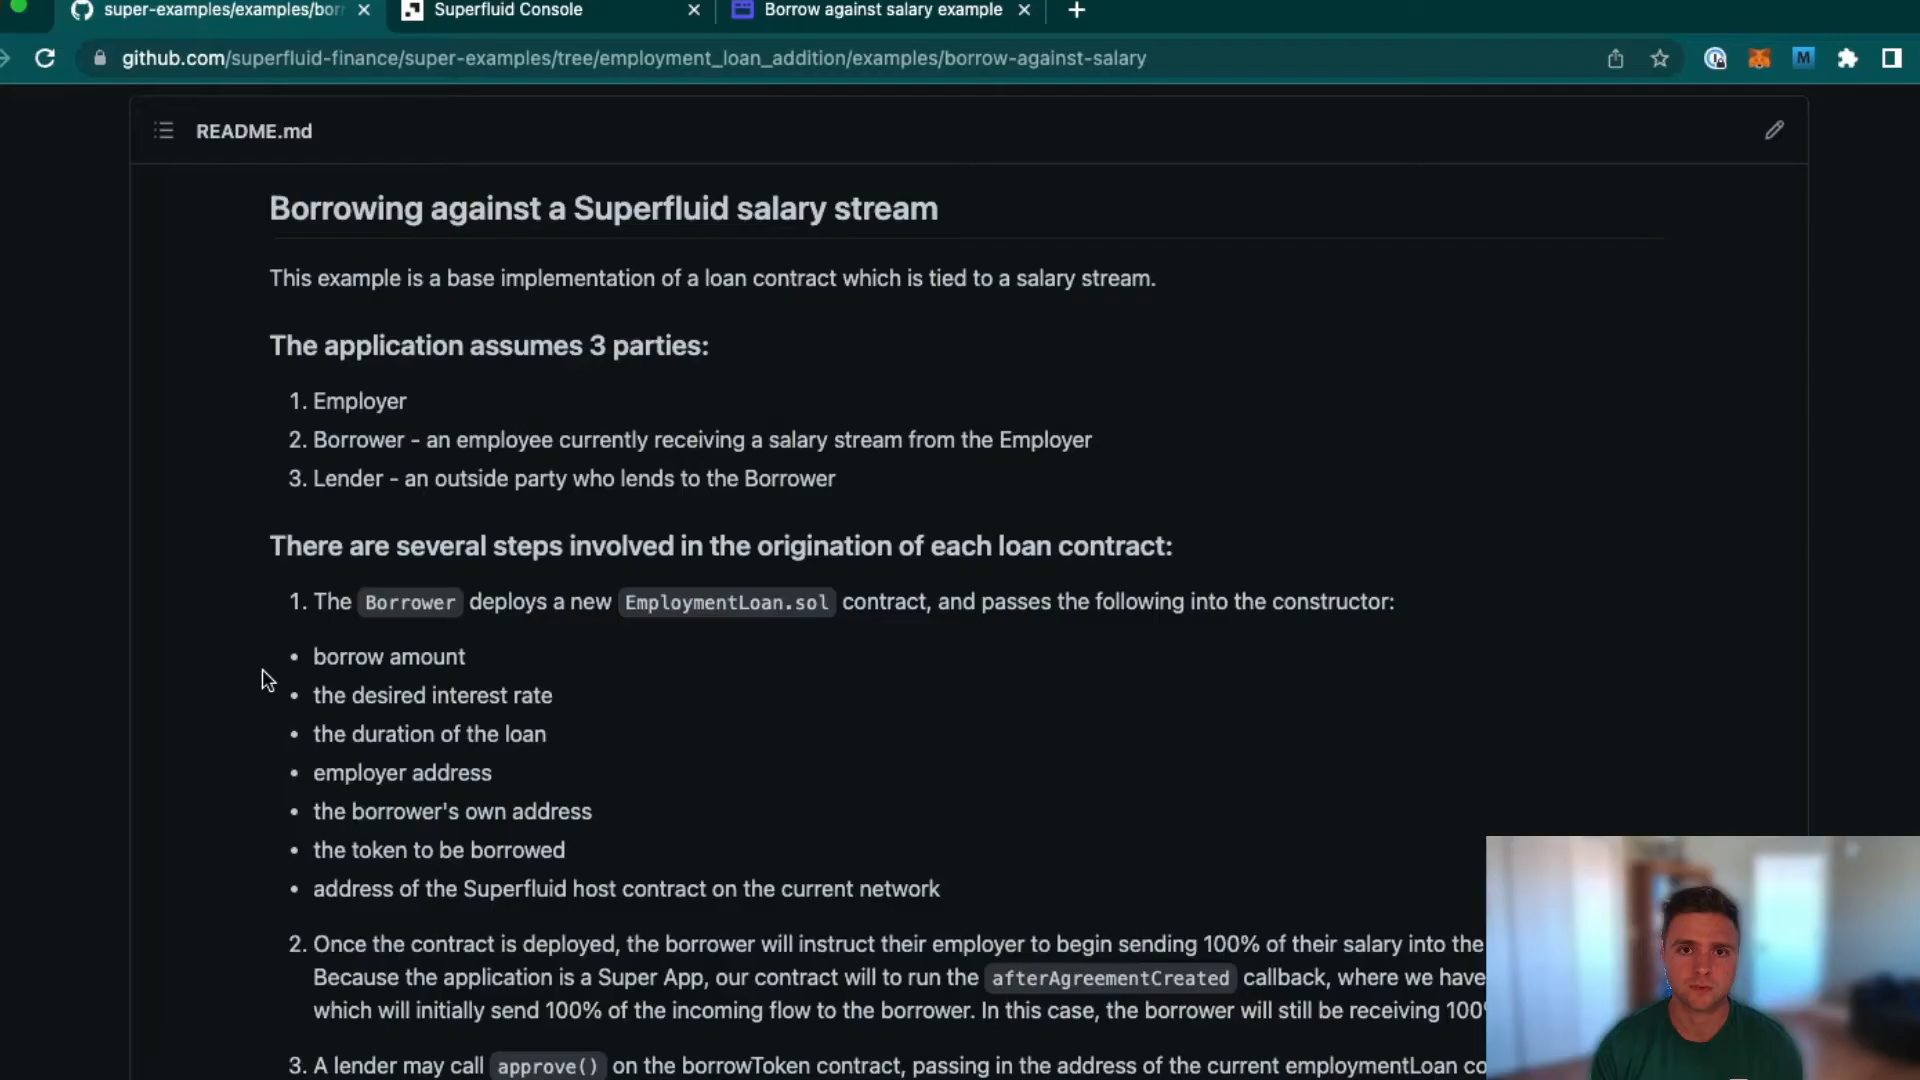 super-examples/examples/borr
Superfluid Console
Borrow against salary example
github.com/superfluid-finance/super-examples/tree/employment_loan_addition/examples/borrow-against-salary
M
README.md
Borrowing against a Superfluid salary stream
This example is a base implementation of a loan contract which is tied to a salary stream.
The application assumes 3 parties:
1. Employer
2. Borrower - an employee currently receiving a salary stream from the Employer
3. Lender - an outside party who lends to the Borrower
There are several steps involved in the origination of each loan contract:
1. The Borrower deploys a new EmploymentLoan.sol contract, and passes the following into the constructor:
• borrow amount
• the desired interest rate
• the duration of the loan
• employer address
• the borrower's own address
• the token to be borrowed
• address of the Superfluid host contract on the current network
2. Once the contract is deployed, the borrower will instruct their employer to begin sending 100% of their salary into the
Because the application is a Super App, our contract will to run the afterAgreementCreated callback, where we have
which will initially send 100% of the incoming flow to the borrower. In this case, the borrower will still be receiving 100%
3. A lender may call approve() on the borrowToken contract, passing in the address of the current employmentLoan co